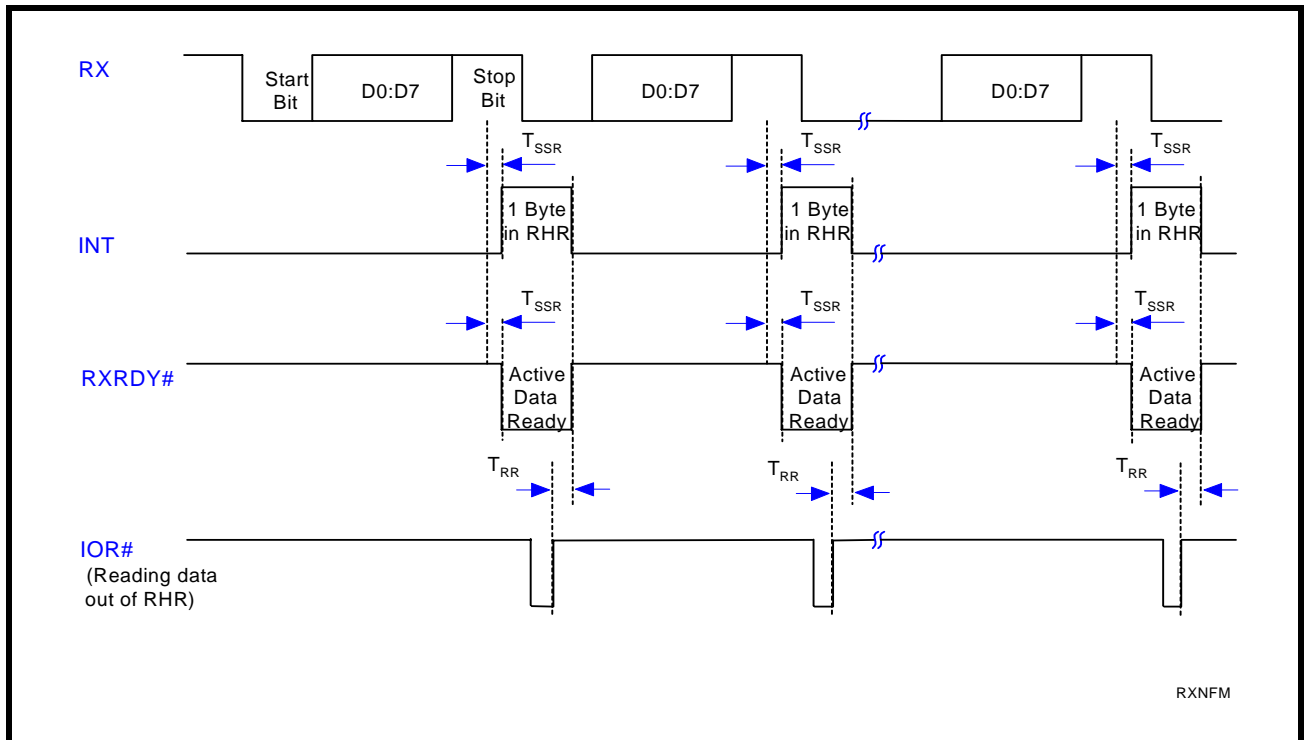 RX
Start
Bit
D0:D7
Stop
Bit
D0:D7
D0:D7
TSSR
TSSR
TSSR
INT
1 Byte
in RHR
1 Byte
in RHR
1 Byte
in RHR
TSSR
TSSR
TSSR
RXRDY#
Active
Data
Ready
Active
Data
Ready
Active
Data
Ready
TRR
TRR
TRR
IOR#
(Reading data
out of RHR)
RXNFM